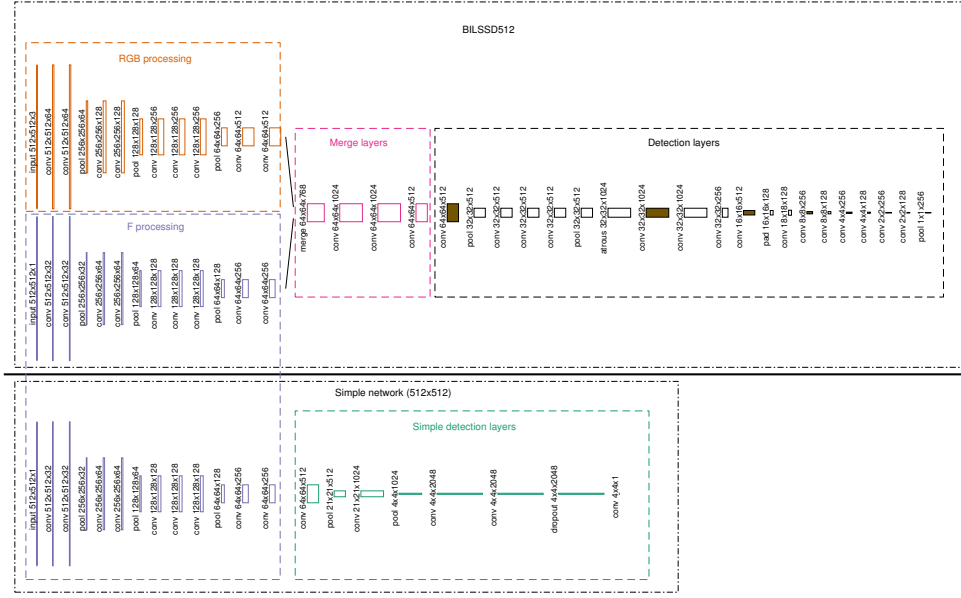 BILSSD512
RGB processing
input 512x512x3
conv 512x512x64
conv 512x512x64
pool 256x256x64
conv 256x256x128
conv 256x256x128
pool 128x128x128
conv 128x128x256
conv 128x128x256
conv 128x128x256
pool 64x64x256
conv 64x64x512
conv 64x64x512
F processing
input 512x512x1
conv 512x512x32
conv 512x512x32
pool 256x256x32
conv 256x256x64
conv 256x256x64
pool 128x128x64
conv 128x128x128
conv 128x128x128
conv 128x128x128
pool 64x64x128
conv 64x64x256
conv 64x64x256
Merge layers
merge 64x64x768
conv 64x64x1024
conv 64x64x1024
conv 64x64x512
Detection layers
conv 64x64x512
pool 32x32x512
conv 32x32x512
conv 32x32x512
conv 32x32x512
pool 32x32x512
atrous 32x32x1024
conv 32x32x1024
conv 32x32x1024
conv 32x32x256
conv 16x16x512
pad 16x16x128
conv 18x18x128
conv 8x8x256
conv 8x8x128
conv 4x4x256
conv 4x4x128
conv 2x2x256
conv 2x2x128
pool 1x1x256
Simple network (512x512)
input 512x512x1
conv 512x512x32
conv 512x512x32
pool 256x256x32
conv 256x256x64
conv 256x256x64
pool 128x128x64
conv 128x128x128
conv 128x128x128
conv 128x128x128
pool 64x64x128
conv 64x64x256
conv 64x64x256
Simple detection layers
conv 64x64x512
pool 21x21x512
conv 21x21x1024
pool 4x4x1024
conv 4x4x2048
conv 4x4x2048
dropout 4x4x2048
conv 4x4x1